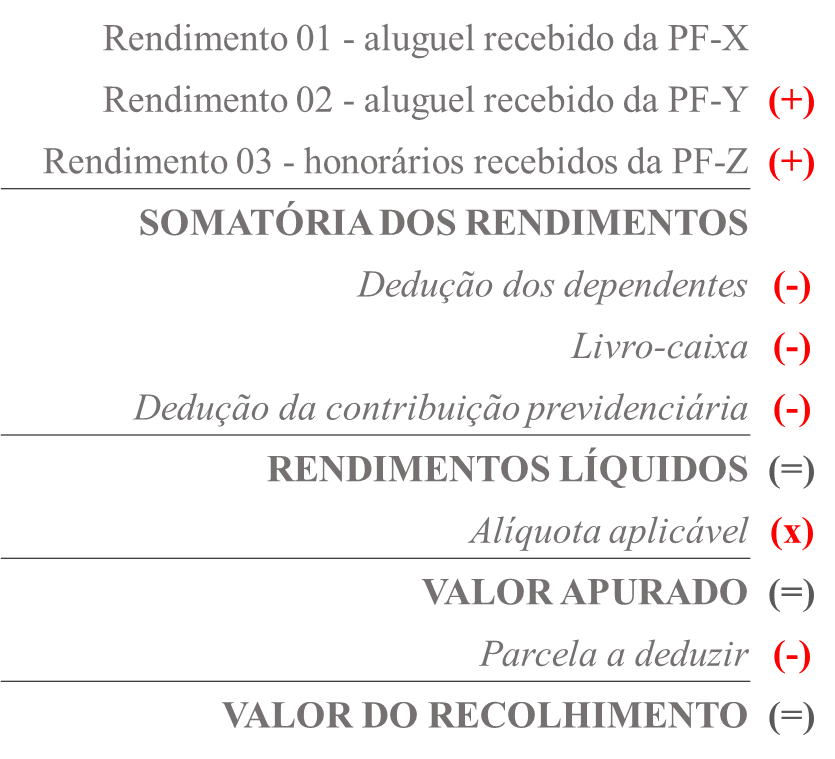 Rendimento 01 - aluguel recebido da PF-X
Rendimento 02 - aluguel recebido da PF-Y (+)
Rendimento 03 - honorários recebidos da PF-Z (+)
SOMATÓRIA DOS RENDIMENTOS
Dedução dos dependentes (-)
Livro-caixa (-)
Dedução da contribuição previdenciária (-)
RENDIMENTOS LÍQUIDOS (=)
Alíquota aplicável (x)
VALOR APURADO (=)
Parcela a deduzir (-)
VALOR DO RECOLHIMENTO (=)